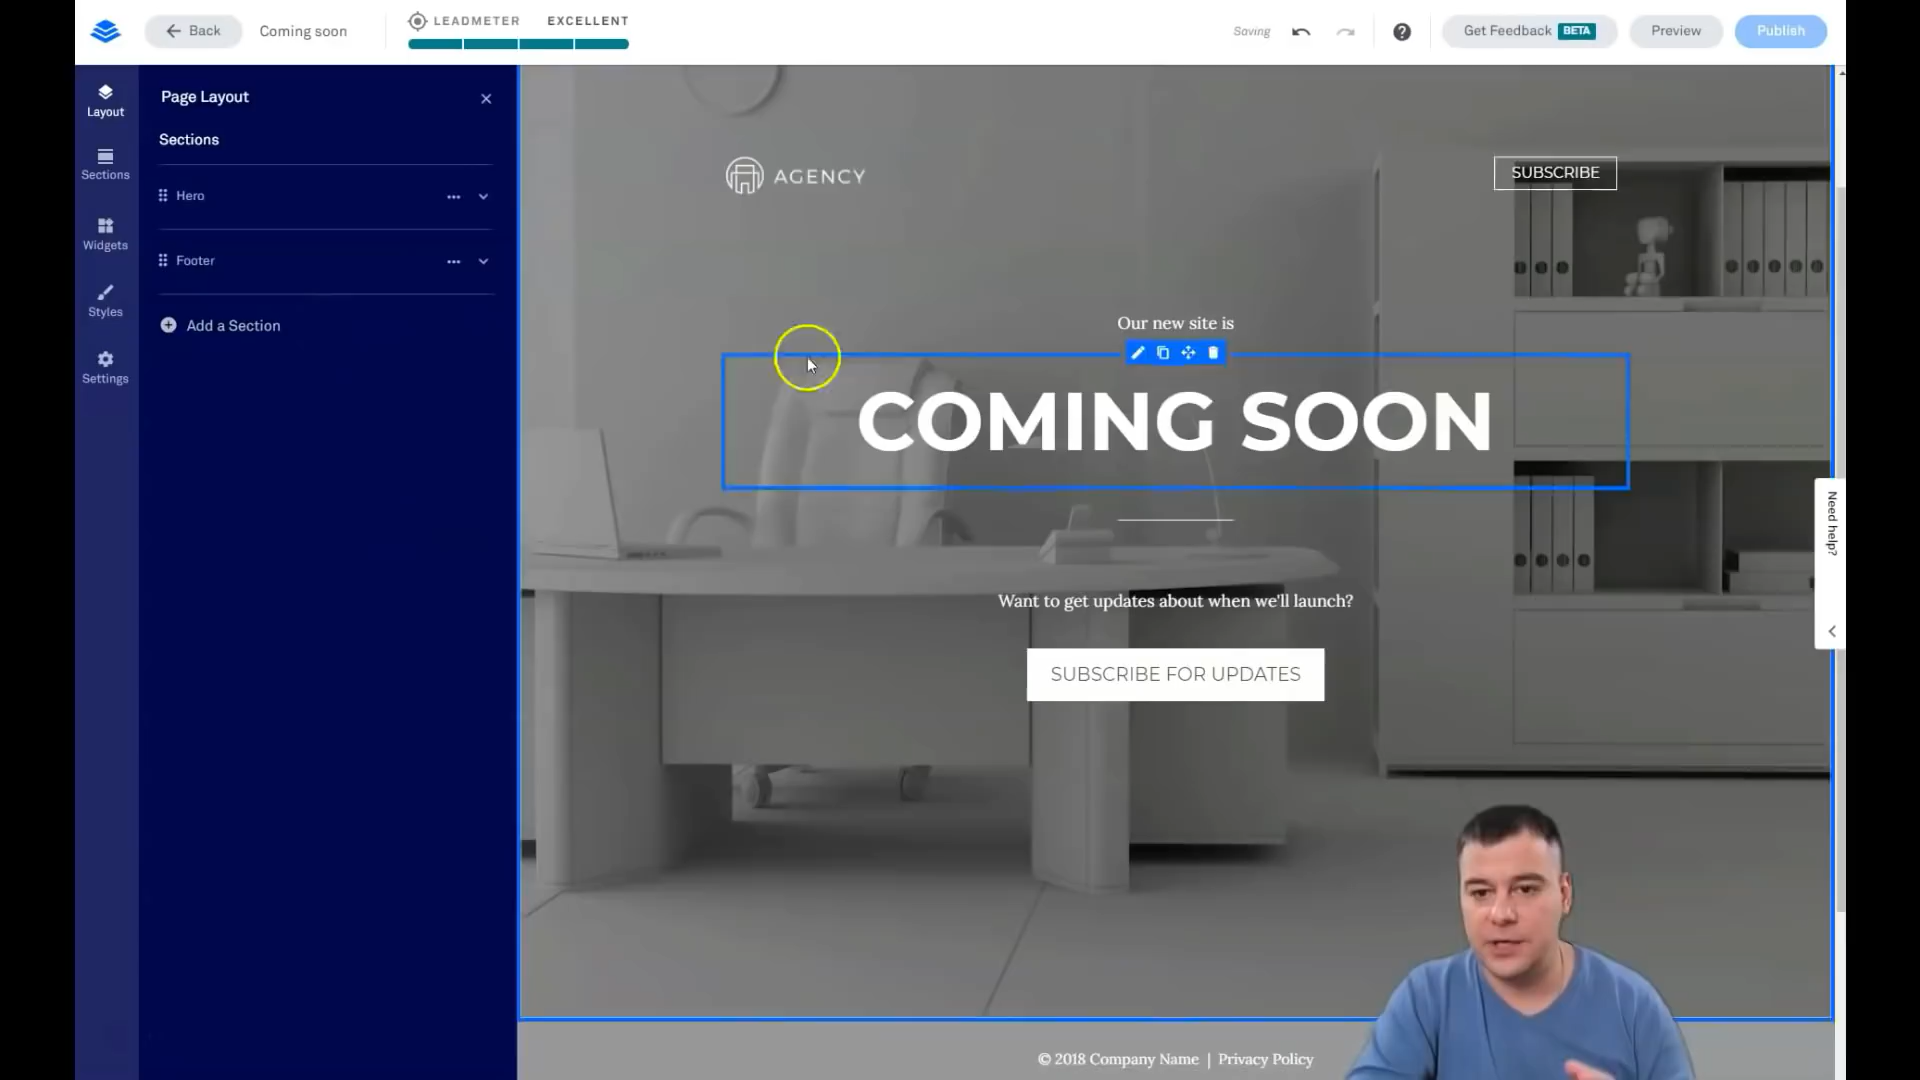 Back
Coming soon
LEADMETER EXCELLENT
Saving
Get Feedback BETA
Preview
Publish
Layout
Sections
Widgets
Styles
Settings
Page Layout
Sections
Hero
Footer
Add a Section
AGENCY
SUBSCRIBE
Our new site is
COMING SOON
Want to get updates about when we'll launch?
SUBSCRIBE FOR UPDATES
© 2018 Company Name | Privacy Policy
Need help?